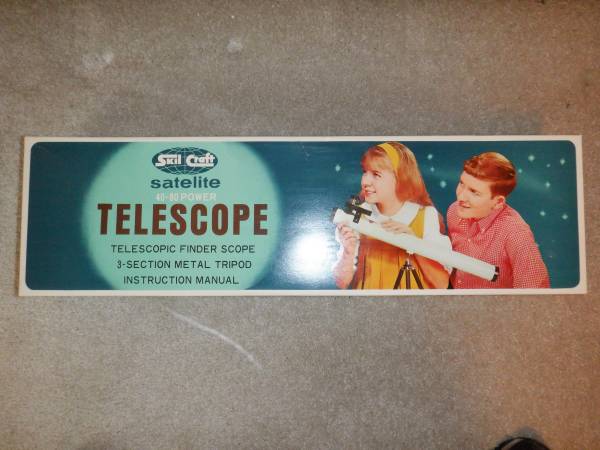 Skil Craft
satelite
40-80 POWER
TELESCOPE
TELESCOPIC FINDER SCOPE
3-SECTION METAL TRIPOD
INSTRUCTION MANUAL